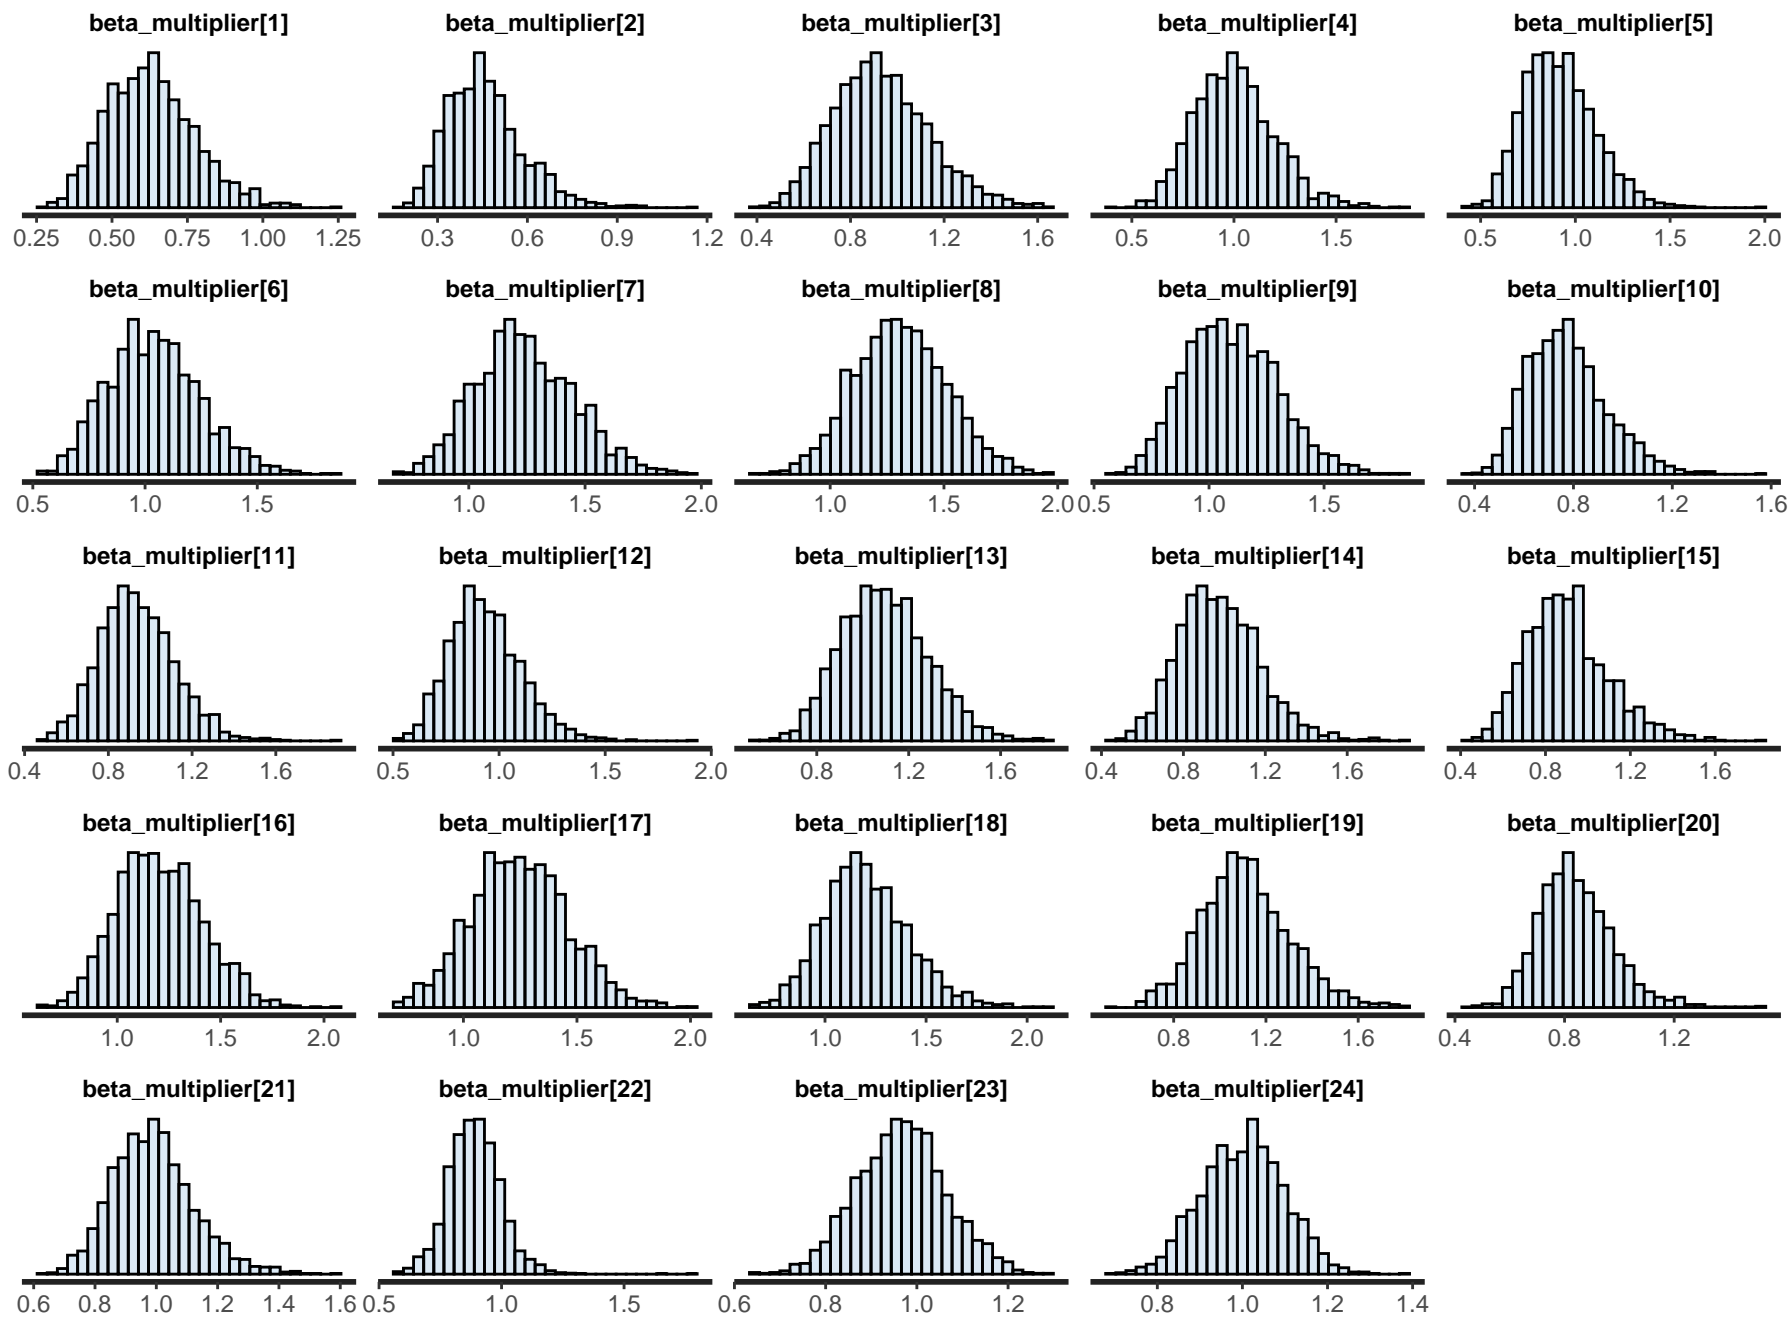 beta_multiplier[1] beta_multiplier[2] beta_multiplier[3] beta_multiplier[4] beta_multiplier[5]
0.25 0.50 0.75 1.00 1.25 0.3 0.6 0.9 1.2 0.4 0.8 1.2 1.6 0.5 1.0 1.5 0.5 1.0 1.5 2.0
beta_multiplier[6] beta_multiplier[7] beta_multiplier[8] beta_multiplier[9] beta_multiplier[10]
0.5 1.0 1.5 1.0 1.5 2.0 1.0 1.5 2.0 0.5 1.0 1.5 0.4 0.8 1.2 1.6
beta_multiplier[11] beta_multiplier[12] beta_multiplier[13] beta_multiplier[14] beta_multiplier[15]
0.4 0.8 1.2 1.6 0.5 1.0 1.5 2.0 0.8 1.2 1.6 0.4 0.8 1.2 1.6 0.4 0.8 1.2 1.6
beta_multiplier[16] beta_multiplier[17] beta_multiplier[18] beta_multiplier[19] beta_multiplier[20]
1.0 1.5 2.0 1.0 1.5 2.0 1.0 1.5 2.0 0.8 1.2 1.6 0.4 0.8 1.2
beta_multiplier[21] beta_multiplier[22] beta_multiplier[23] beta_multiplier[24]
0.6 0.8 1.0 1.2 1.4 1.6 0.5 1.0 1.5 0.6 0.8 1.0 1.2 0.8 1.0 1.2 1.4